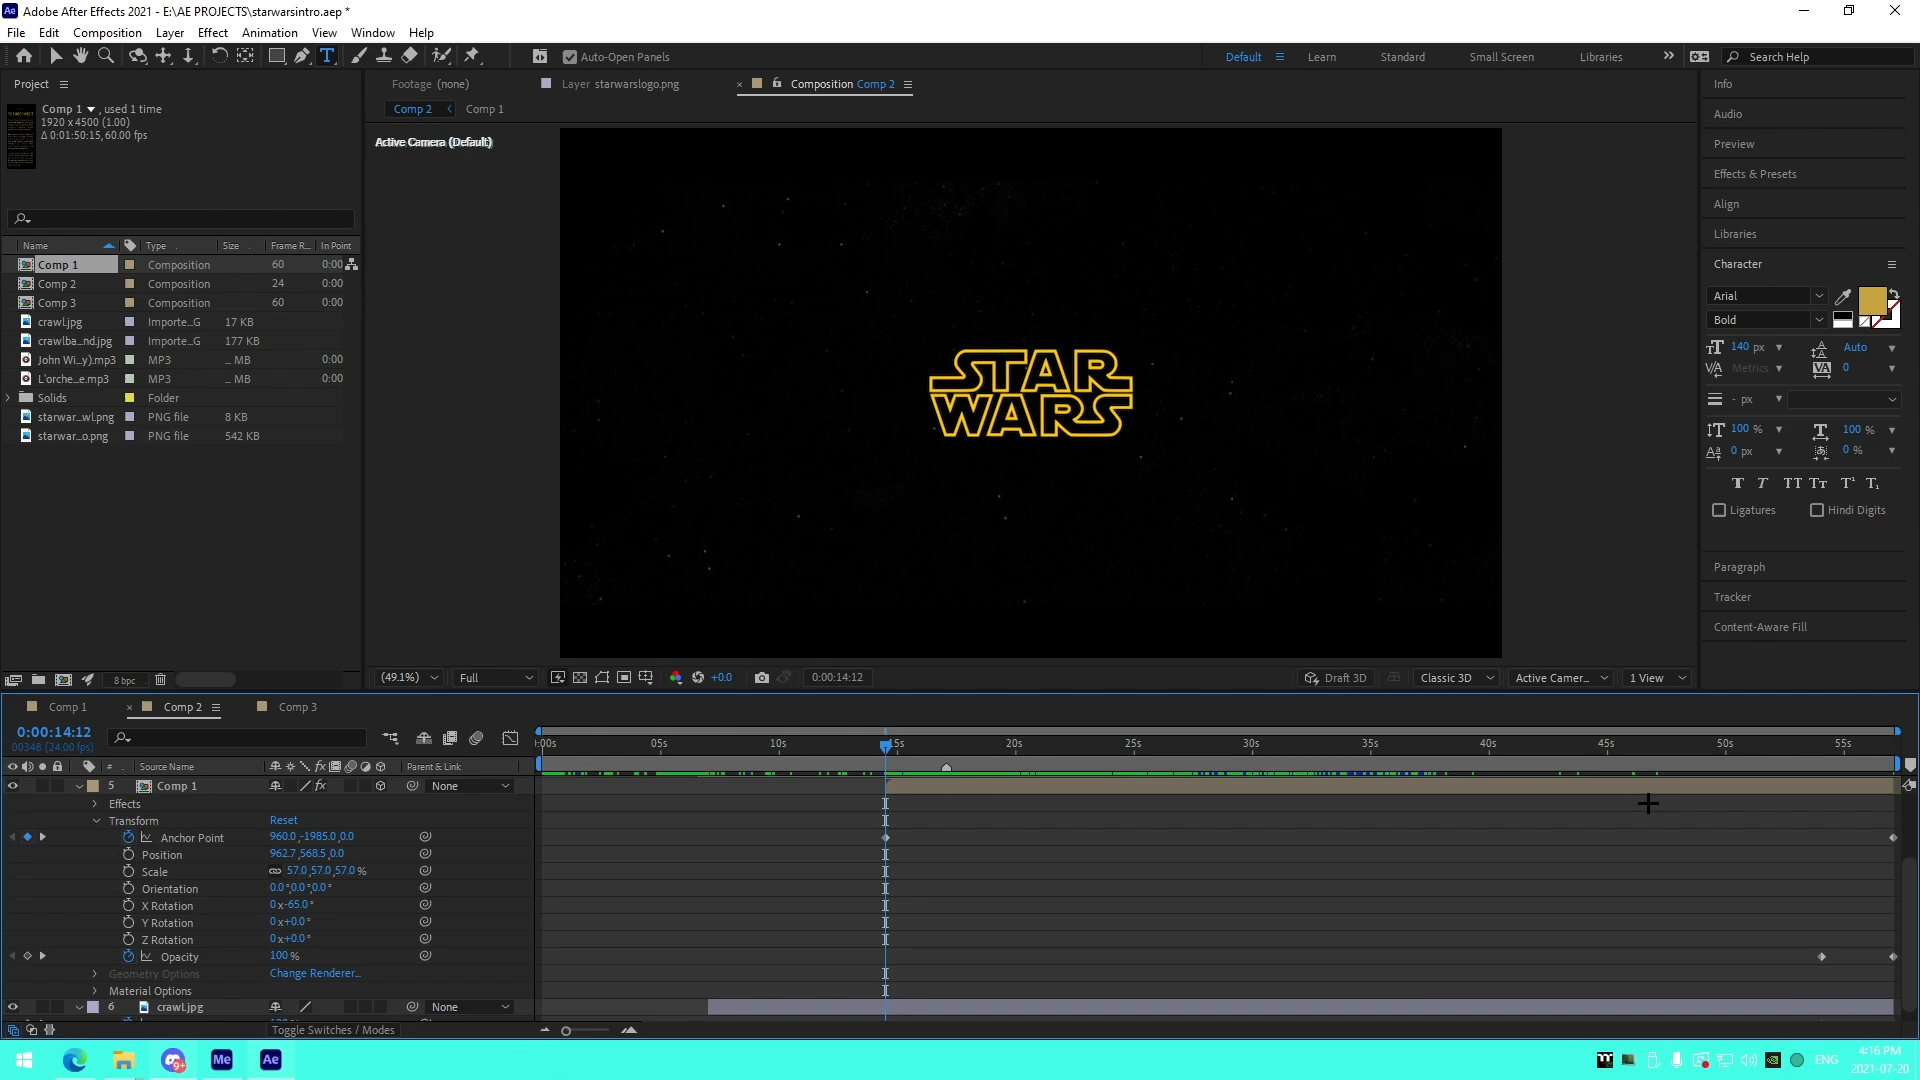 Adobe After Effects 2021 - E:\AE PROJECTS\starwarsintro.aep *
File Edit Composition Layer Effect Animation View Window Help
Auto-Open Panels
Default Learn Standard Small Screen Libraries
Search Help
Project
Comp 1 , used 1 time
1920 x 4500 (1.00)
Δ 0:01:50:15, 60.00 fps
Name Type Size Frame R... In Point
Comp 1 Composition 60 0:00
Comp 2 Composition 24 0:00
Comp 3 Composition 60 0:00
crawl.jpg Importe...G 17 KB
crawlba...nd.jpg Importe...G 177 KB
John Wi...y).mp3 MP3 ... MB 0:00
L'orche...e.mp3 MP3 ... MB 0:00
Solids Folder
starwar...wl.png PNG file 8 KB
starwar...o.png PNG file 542 KB
8 bpc
Footage (none) Layer starwarslogo.png × Composition Comp 2
Comp 2 < Comp 1
Active Camera (Default)
STAR
WARS
(49.1%) Full +0.0 0:00:14:12 Draft 3D Classic 3D Active Camer... 1 View
Info
Audio
Preview
Effects & Presets
Align
Libraries
Character
Arial
Bold
140 px Auto
Metrics 0
- px
100 % 100 %
0 px 0 %
Ligatures Hindi Digits
Paragraph
Tracker
Content-Aware Fill
Comp 1 × Comp 2 Comp 3
0:00:14:12
00348 (24.00 fps)
:00s 05s 10s 15s 20s 25s 30s 35s 40s 45s 50s 55s
# Source Name Parent & Link
5 Comp 1 None
Effects
Transform Reset
Anchor Point 960.0,-1985.0,0.0
Position 962.7,568.5,0.0
Scale 57.0,57.0,57.0 %
Orientation 0.0°,0.0°,0.0°
X Rotation 0x-65.0°
Y Rotation 0x+0.0°
Z Rotation 0x+0.0°
Opacity 100 %
Geometry Options Change Renderer...
Material Options
6 crawl.jpg None
Toggle Switches / Modes
9+ Me Ae ENG
4:16 PM
2021-07-20